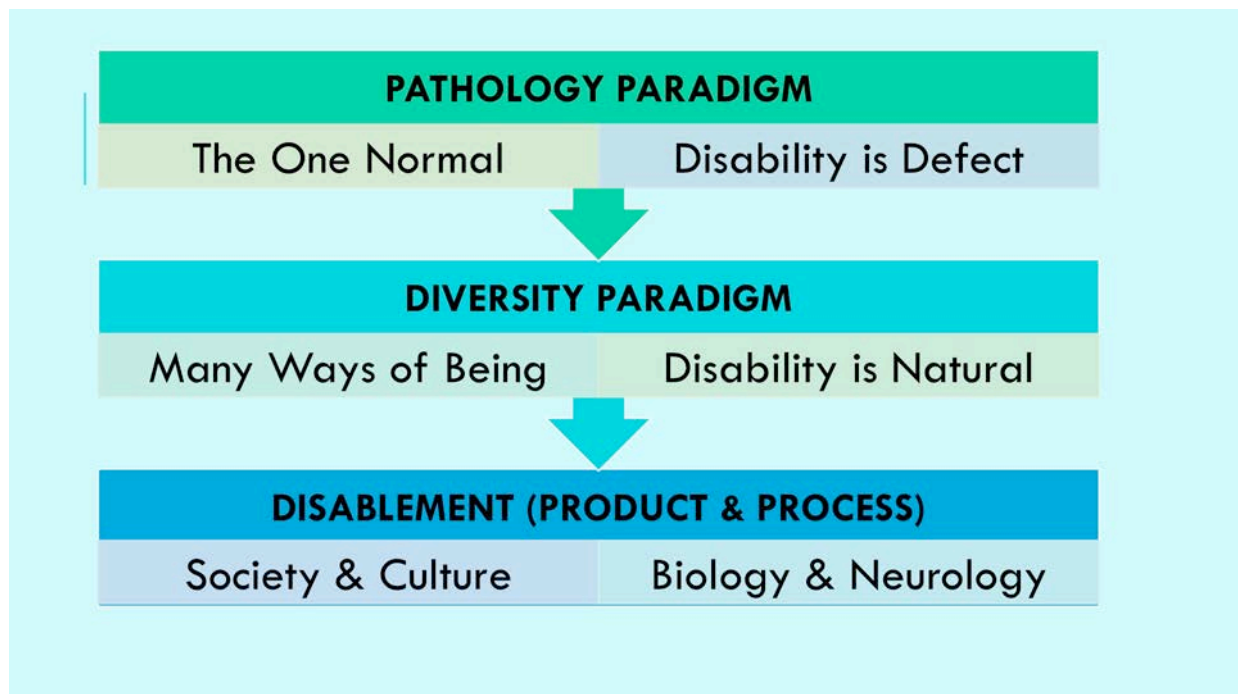 PATHOLOGY PARADIGM
The One Normal
Disability is Defect
DIVERSITY PARADIGM
Many Ways of Being
Disability is Natural
DISABLEMENT (PRODUCT & PROCESS)
Society & Culture
Biology & Neurology